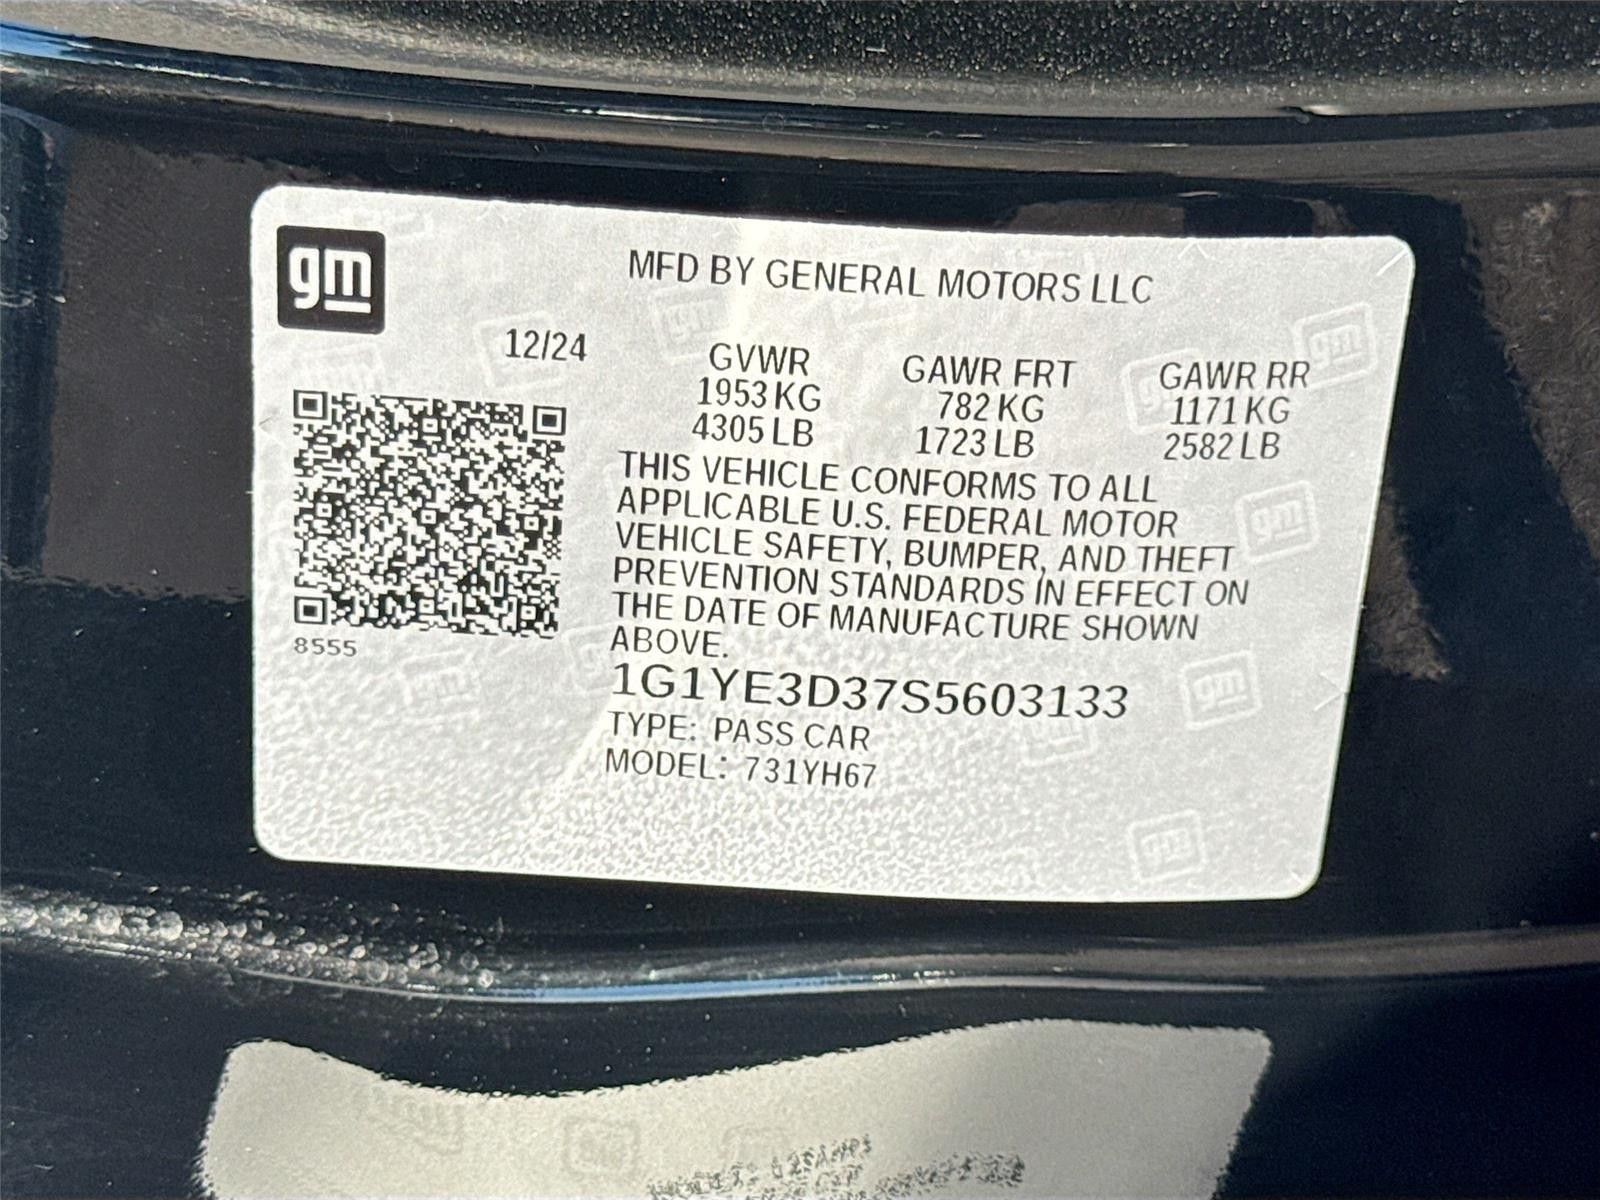 gm
MFD BY GENERAL MOTORS LLC
12/24
GVWR GAWR FRT GAWR RR
1953 KG 782 KG 1171 KG
4305 LB 1723 LB 2582 LB
THIS VEHICLE CONFORMS TO ALL
APPLICABLE U.S. FEDERAL MOTOR
VEHICLE SAFETY, BUMPER, AND THEFT
PREVENTION STANDARDS IN EFFECT ON
THE DATE OF MANUFACTURE SHOWN
ABOVE.
8555
1G1YE3D37S5603133
TYPE: PASS CAR
MODEL: 731YH67